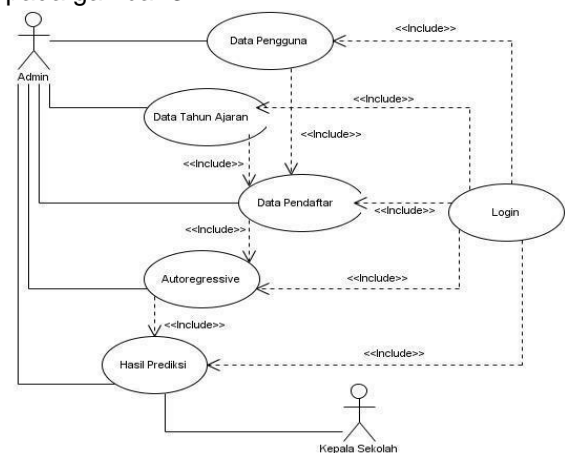 Data Pengguna
<<Include>>
Admin
<<Include>>
Data Tahun Ajaran
<<Include>>
<<Include>>
Data Pendaftar
<<Include>>
Login
<<Include>>
Autoregressive
<<Include>>
<<Include>>
<<Include>>
Hasil Prediksi
Kepala Sekolah